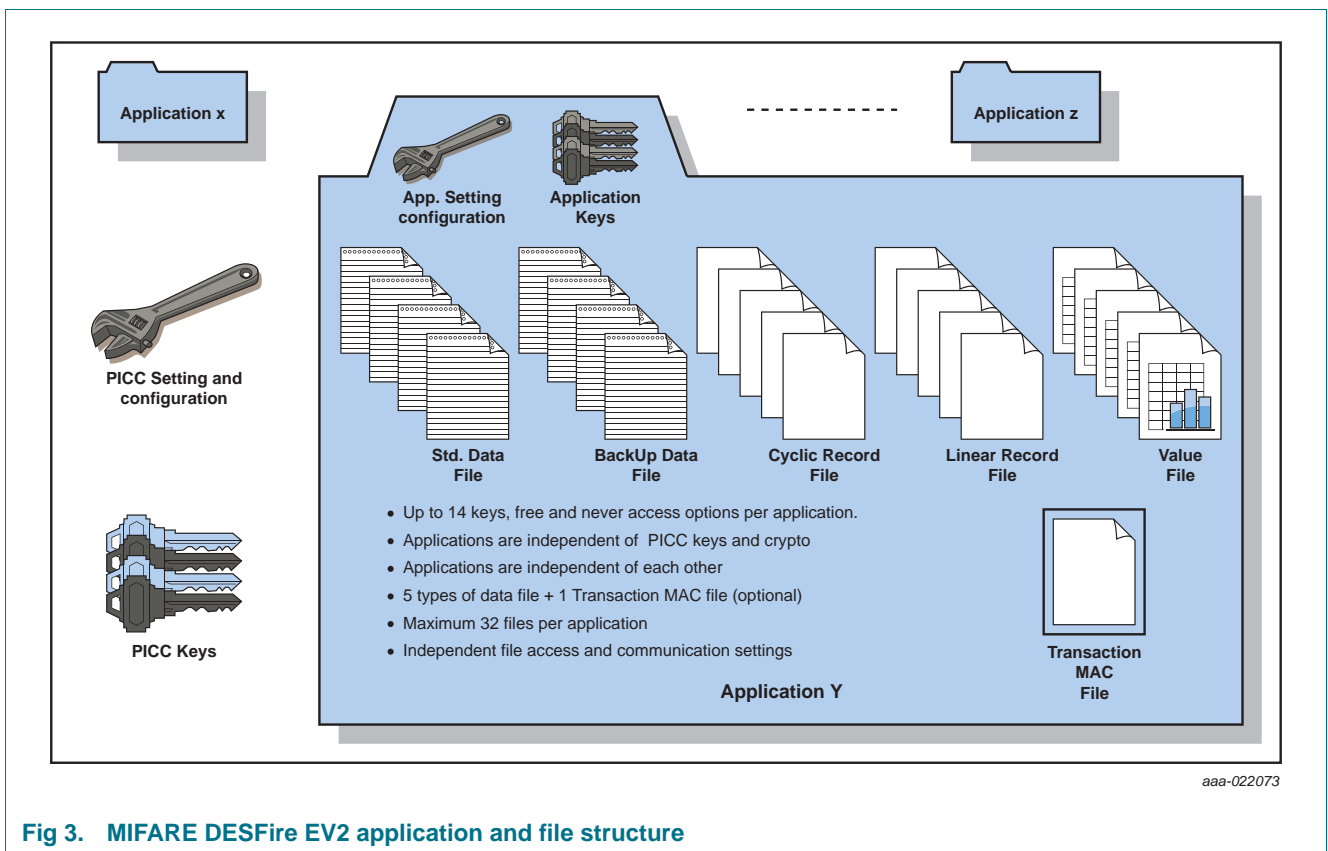 Application x
Application z
App. Setting
configuration
Application
Keys
PICC Setting and
configuration
Std. Data
File
BackUp Data
File
Cyclic Record
File
Linear Record
File
Value
File
• Up to 14 keys, free and never access options per application.
• Applications are independent of PICC keys and crypto
• Applications are independent of each other
• 5 types of data file + 1 Transaction MAC file (optional)
• Maximum 32 files per application
• Independent file access and communication settings
PICC Keys
Transaction
MAC
File
Application Y
aaa-022073
Fig 3. MIFARE DESFire EV2 application and file structure